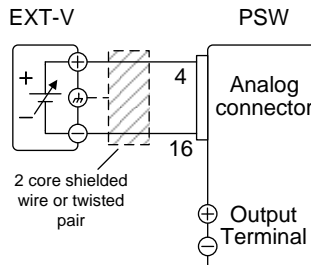 EXT-V
PSW
+
-
4
16
Analog
connector
2 core shielded
wire or twisted
pair
Output
Terminal